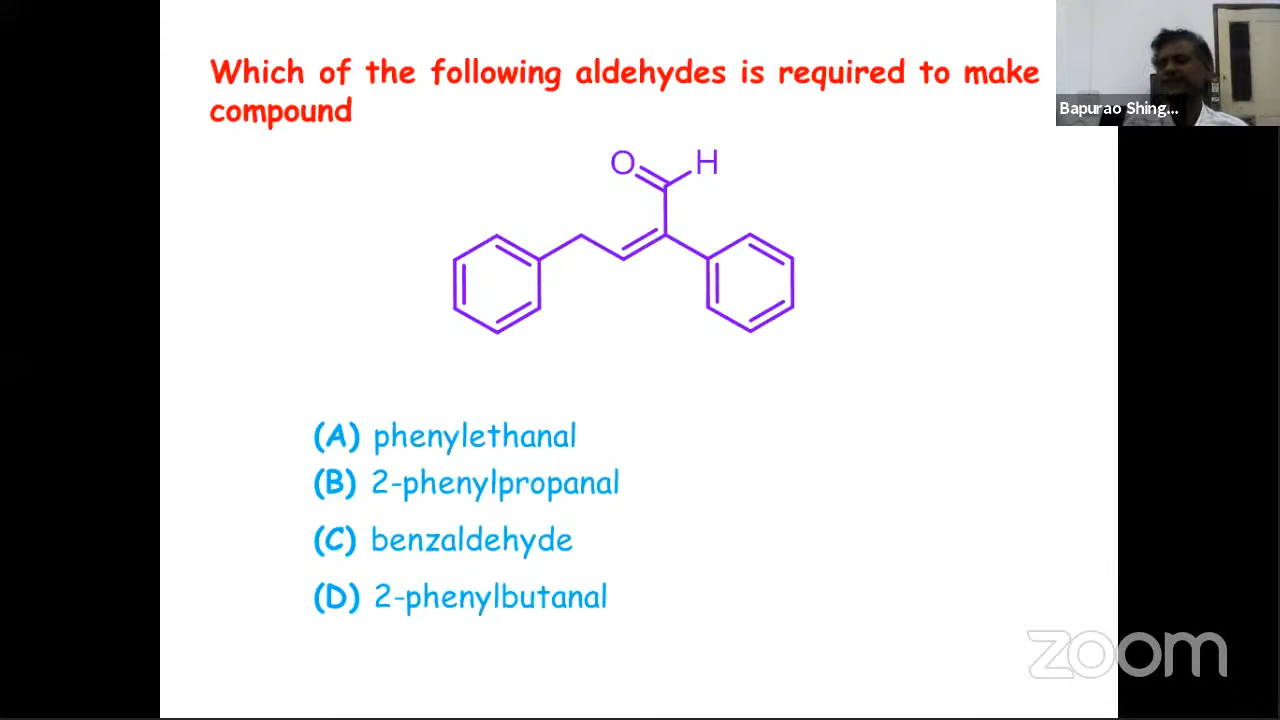 Which of the following aldehydes is required to make
compound
Bapurao Shing...
O H
(A) phenylethanal
(B) 2-phenylpropanal
(C) benzaldehyde
(D) 2-phenylbutanal
zoom